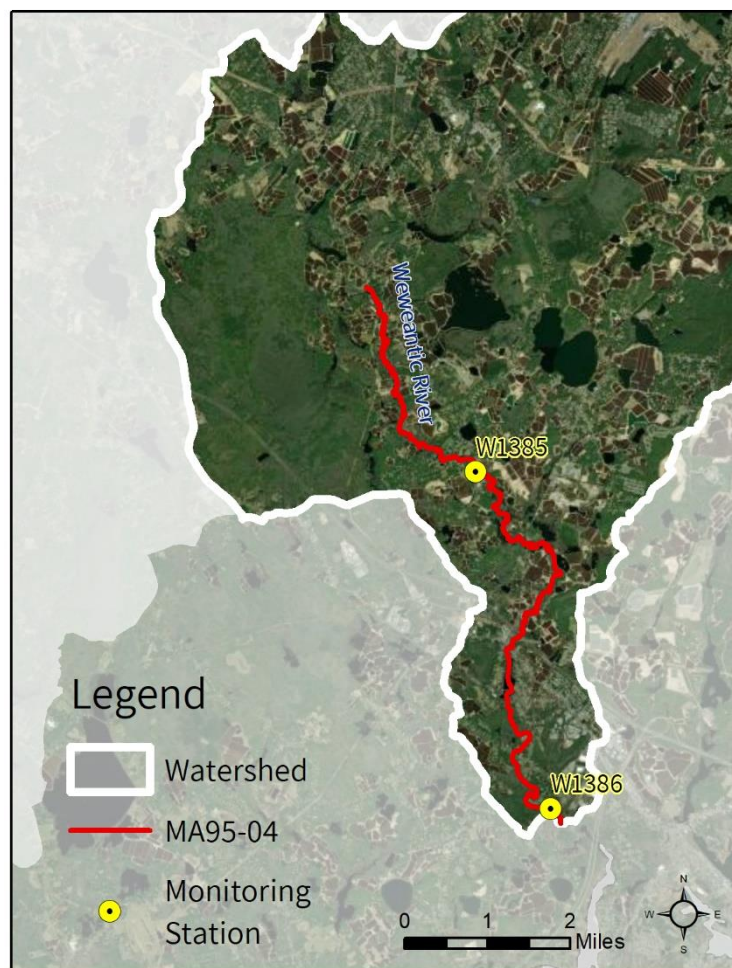 Weweantic River
W1385
W1386
Legend
Watershed
MA95-04
Monitoring
Station
0 1 2
Miles
N
W E
S